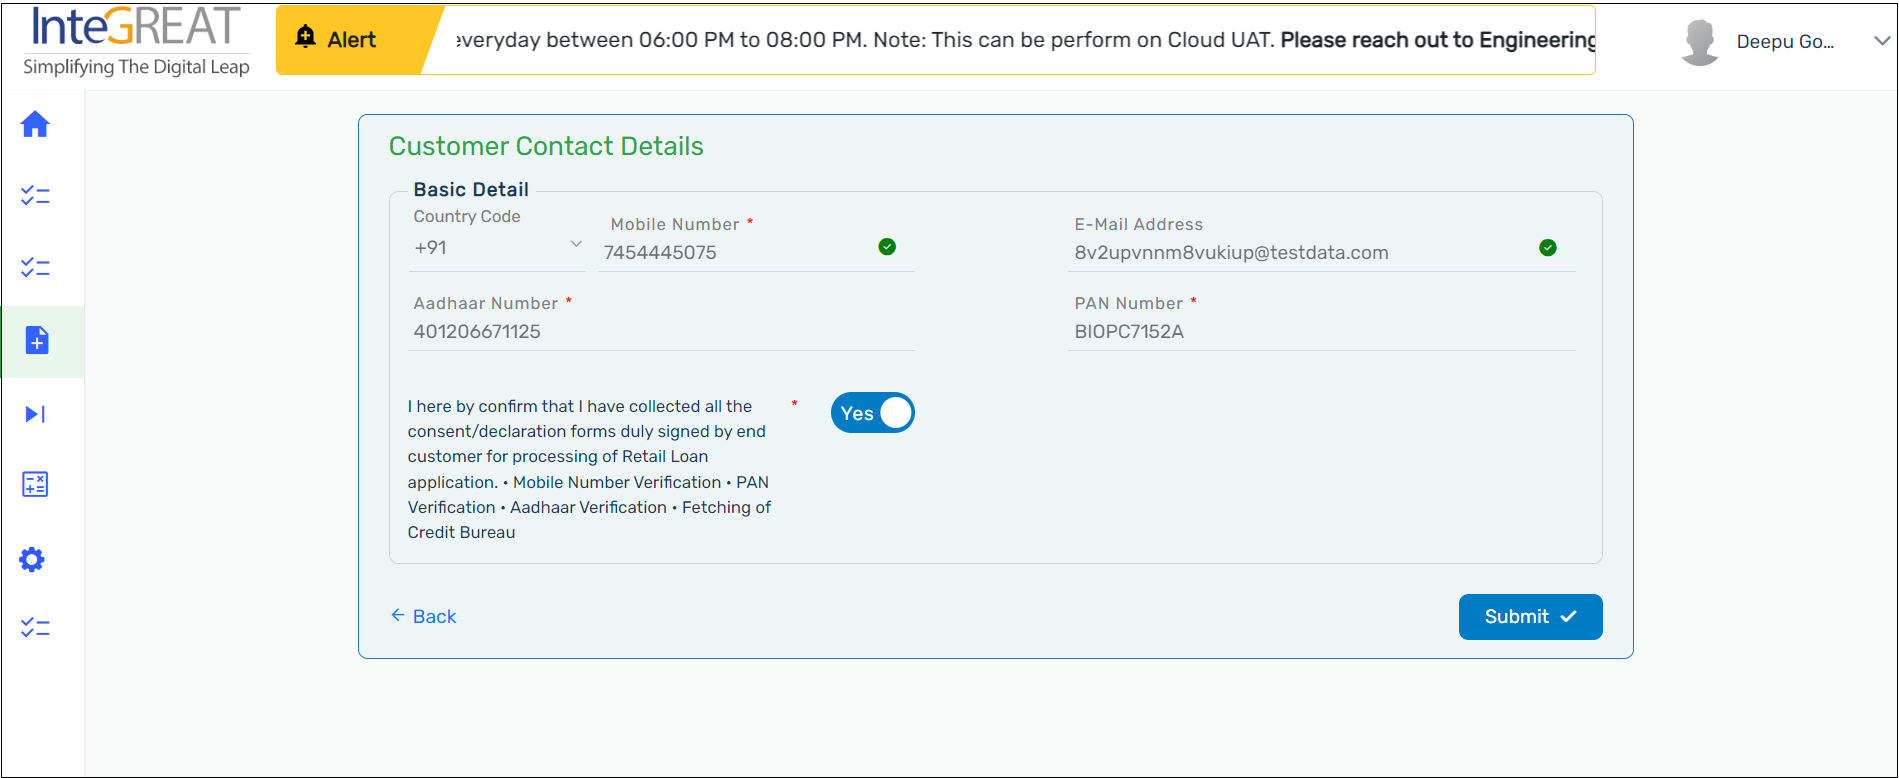 InteGREAT
Simplifying The Digital Leap
Alert
everyday between 06:00 PM to 08:00 PM. Note: This can be perform on Cloud UAT. Please reach out to Engineering
Deepu Go...
Customer Contact Details
Basic Detail
Country Code
+91
Mobile Number *
7454445075
E-Mail Address
8v2upvnnm8vukiup@testdata.com
Aadhaar Number *
401206671125
PAN Number *
BIOPC7152A
I here by confirm that I have collected all the *
consent/declaration forms duly signed by end
customer for processing of Retail Loan
application. • Mobile Number Verification • PAN
Verification • Aadhaar Verification • Fetching of
Credit Bureau
Yes
Back
Submit